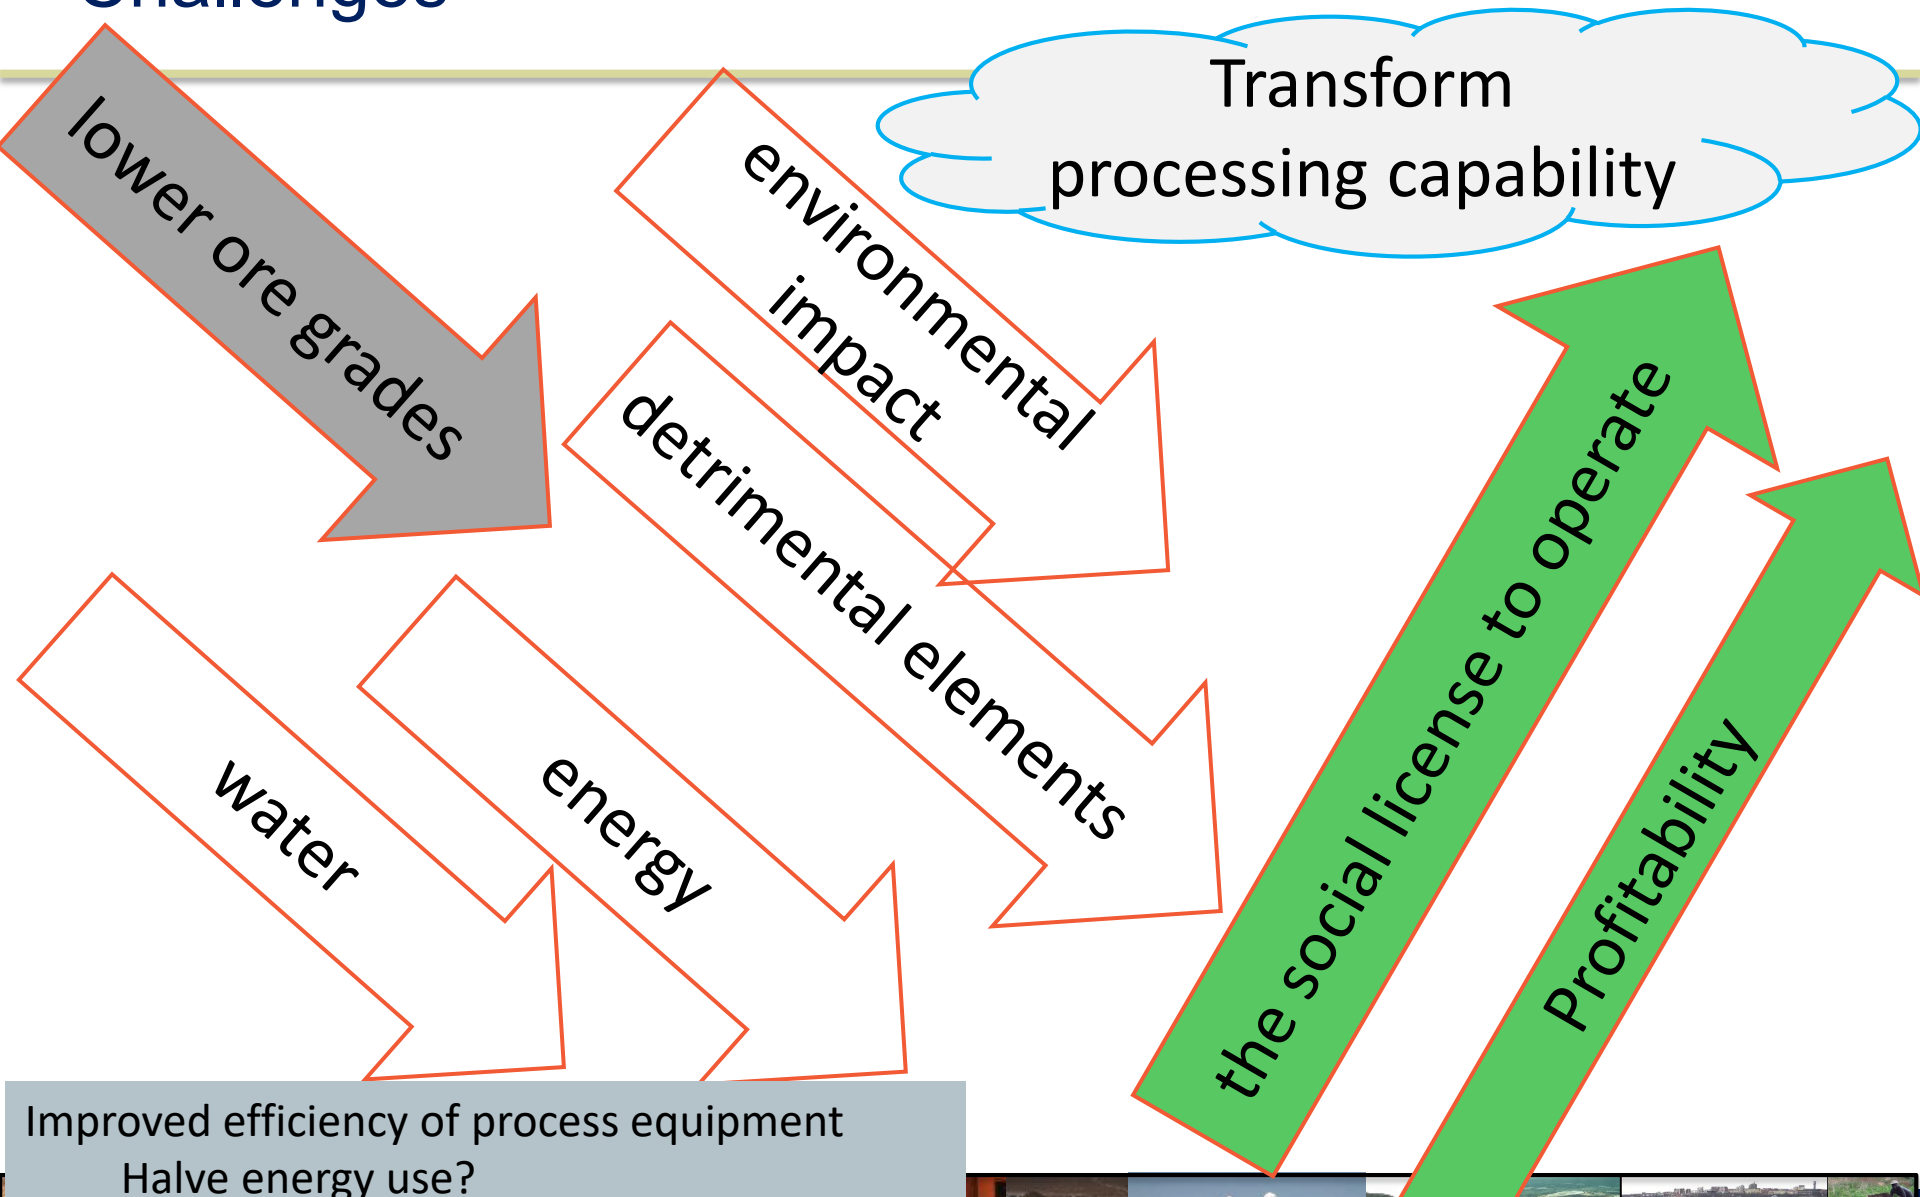 Challenges
Transform
processing capability
lower ore grades
environmental
impact
detrimental elements
water
energy
the social license to operate
Profitability
Improved efficiency of process equipment
Halve energy use?